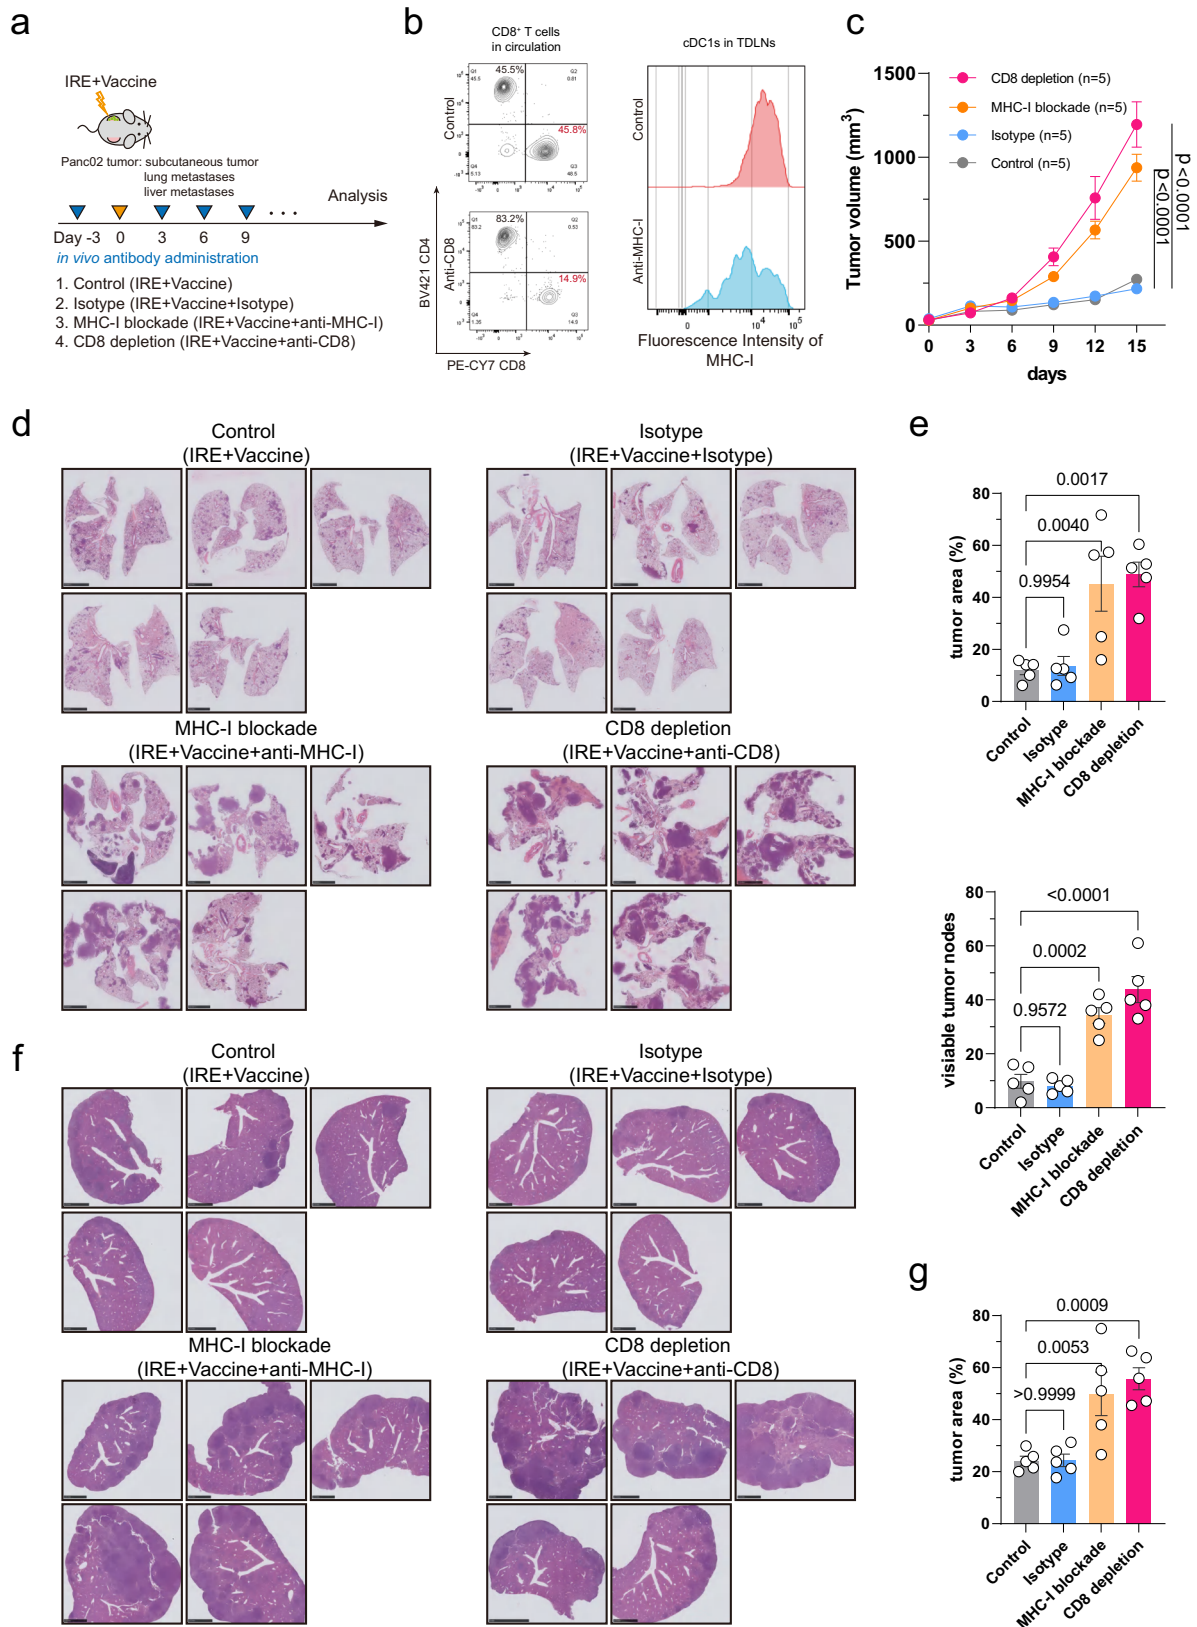 a
IRE+Vaccine
Panc02 tumor: subcutaneous tumor
lung metastases
liver metastases
Analysis
Day -3 0 3 6 9 ...
in vivo antibody administration
1. Control (IRE+Vaccine)
2. Isotype (IRE+Vaccine+Isotype)
3. MHC-I blockade (IRE+Vaccine+anti-MHC-I)
4. CD8 depletion (IRE+Vaccine+anti-CD8)
b
CD8⁺ T cells
in circulation
Control
45.5%
45.8%
Anti-CD8
83.2%
14.9%
BV421 CD4
PE-CY7 CD8
cDC1s in TDLNs
Control
Anti-MHC-I
0 10⁴ 10⁵
Fluorescence Intensity of
MHC-I
c
Tumor volume (mm³)
1500
1000
500
0
0 3 6 9 12 15
days
CD8 depletion (n=5)
MHC-I blockade (n=5)
Isotype (n=5)
Control (n=5)
p<0.0001
p<0.0001
d
Control
(IRE+Vaccine)
Isotype
(IRE+Vaccine+Isotype)
MHC-I blockade
(IRE+Vaccine+anti-MHC-I)
CD8 depletion
(IRE+Vaccine+anti-CD8)
e
tumor area (%)
80
60
40
20
0
0.0017
0.0040
0.9954
Control
Isotype
MHC-I blockade
CD8 depletion
visiable tumor nodes
80
60
40
20
0
<0.0001
0.0002
0.9572
Control
Isotype
MHC-I blockade
CD8 depletion
f
Control
(IRE+Vaccine)
Isotype
(IRE+Vaccine+Isotype)
MHC-I blockade
(IRE+Vaccine+anti-MHC-I)
CD8 depletion
(IRE+Vaccine+anti-CD8)
g
tumor area (%)
80
60
40
20
0
0.0009
0.0053
>0.9999
Control
Isotype
MHC-I blockade
CD8 depletion